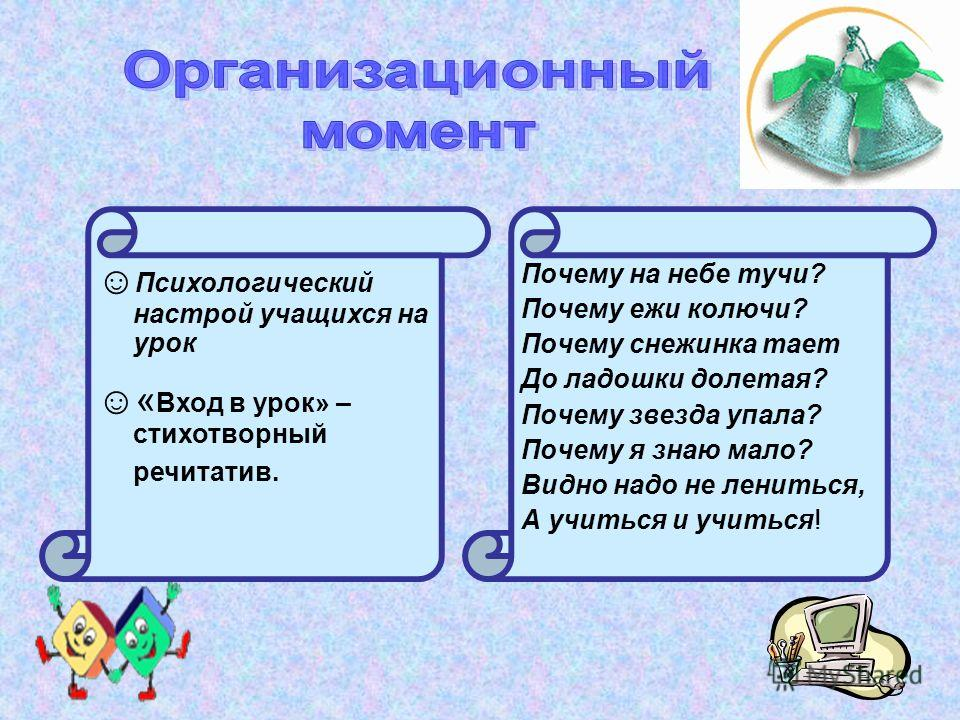 Организационный
момент
☺Психологический
настрой учащихся на
урок
☺«Вход в урок» –
стихотворный
речитатив.
Почему на небе тучи?
Почему ежи колючи?
Почему снежинка тает
До ладошки долетая?
Почему звезда упала?
Почему я знаю мало?
Видно надо не лениться,
А учиться и учиться!
MyShared